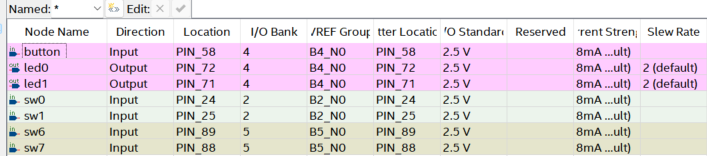 Named: * Edit:
Node Name Direction Location I/O Bank /REF Group tter Locatic /O Standarc Reserved rent Streng Slew Rate
button Input PIN_58 4 B4_N0 PIN_58 2.5 V 8mA ...ult)
led0 Output PIN_72 4 B4_N0 PIN_72 2.5 V 8mA ...ult) 2 (default)
led1 Output PIN_71 4 B4_N0 PIN_71 2.5 V 8mA ...ult) 2 (default)
sw0 Input PIN_24 2 B2_N0 PIN_24 2.5 V 8mA ...ult)
sw1 Input PIN_25 2 B2_N0 PIN_25 2.5 V 8mA ...ult)
sw6 Input PIN_89 5 B5_N0 PIN_89 2.5 V 8mA ...ult)
sw7 Input PIN_88 5 B5_N0 PIN_88 2.5 V 8mA ...ult)